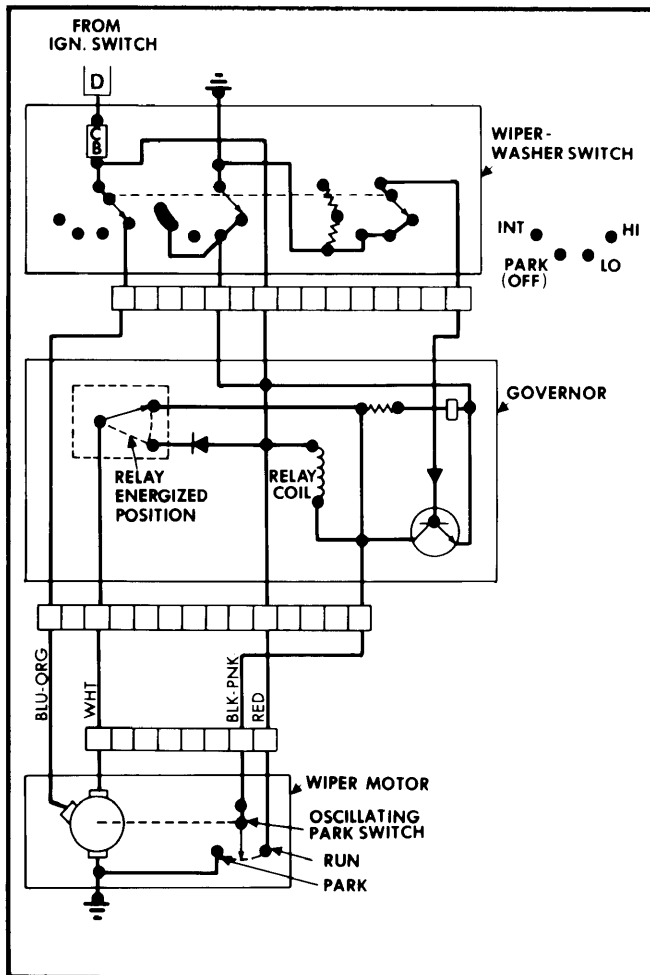 FROM
IGN. SWITCH
D
CB
WIPER-
WASHER SWITCH
INT
HI
PARK
(OFF)
LO
GOVERNOR
RELAY
ENERGIZED
POSITION
RELAY
COIL
BLU-ORG
WHT
BLK-PNK
RED
WIPER MOTOR
OSCILLATING
PARK SWITCH
RUN
PARK